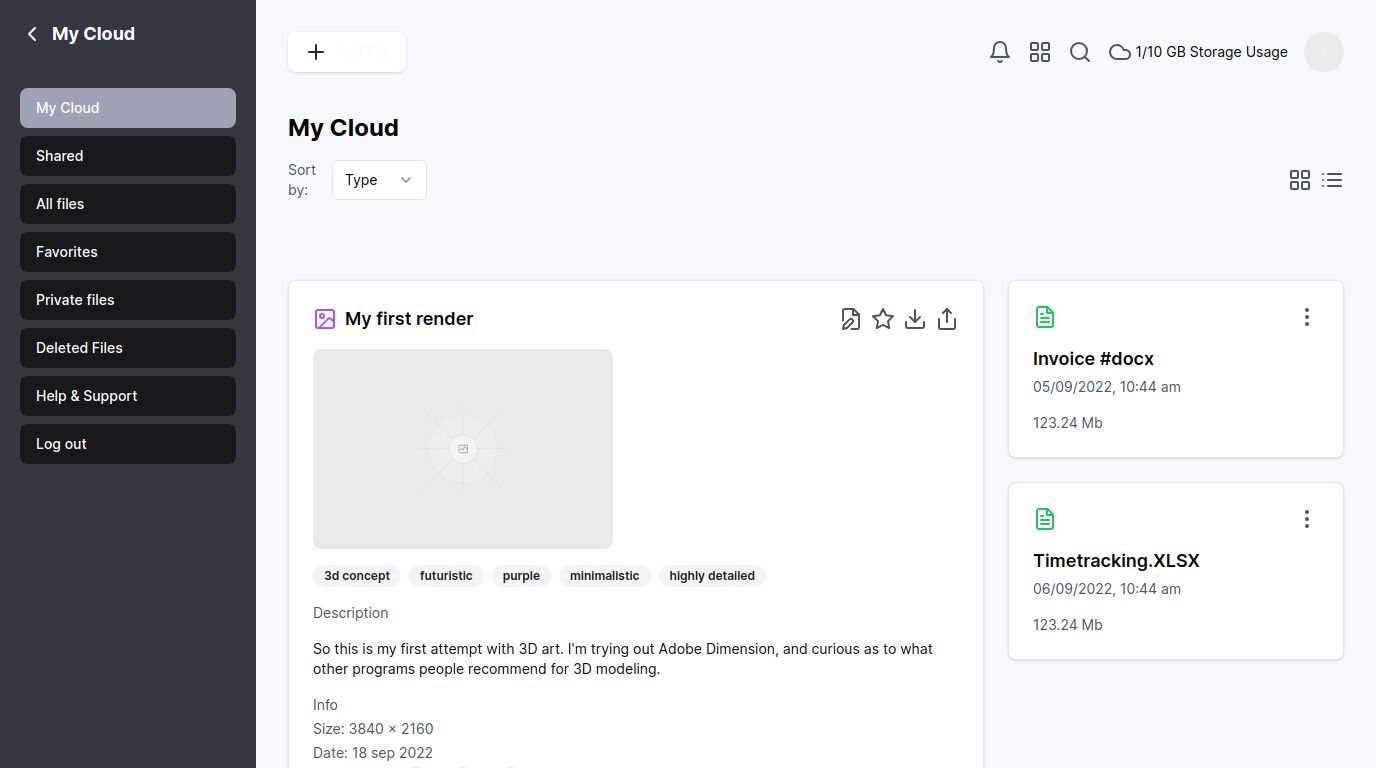 My Cloud
My Cloud
Shared
All files
Favorites
Private files
Deleted Files
Help & Support
Log out
Add File
1/10 GB Storage Usage
My Cloud
Sort
by:
Type
My first render
3d concept
futuristic
purple
minimalistic
highly detailed
Description
So this is my first attempt with 3D art. I'm trying out Adobe Dimension, and curious as to what
other programs people recommend for 3D modeling.
Info
Size: 3840 × 2160
Date: 18 sep 2022
Invoice #docx
05/09/2022, 10:44 am
123.24 Mb
Timetracking.XLSX
06/09/2022, 10:44 am
123.24 Mb